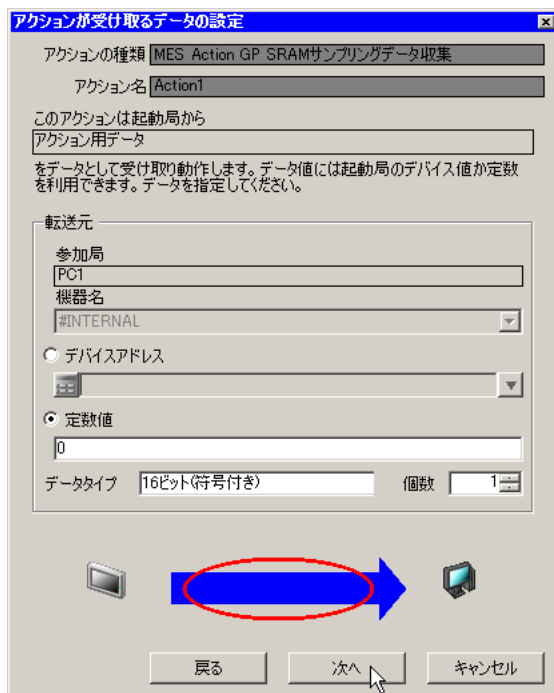 アクションが受け取るデータの設定
アクションの種類 MES Action GP SRAMサンプリングデータ収集
アクション名 Action1
このアクションは起動局から
アクション用データ
をデータとして受け取り動作します。データ値には起動局のデバイス値か定数
を利用できます。データを指定してください。
転送元
参加局
PC1
機器名
#INTERNAL
デバイスアドレス
定数値
0
データタイプ 16ビット(符号付き) 個数 1
戻る 次へ キャンセル